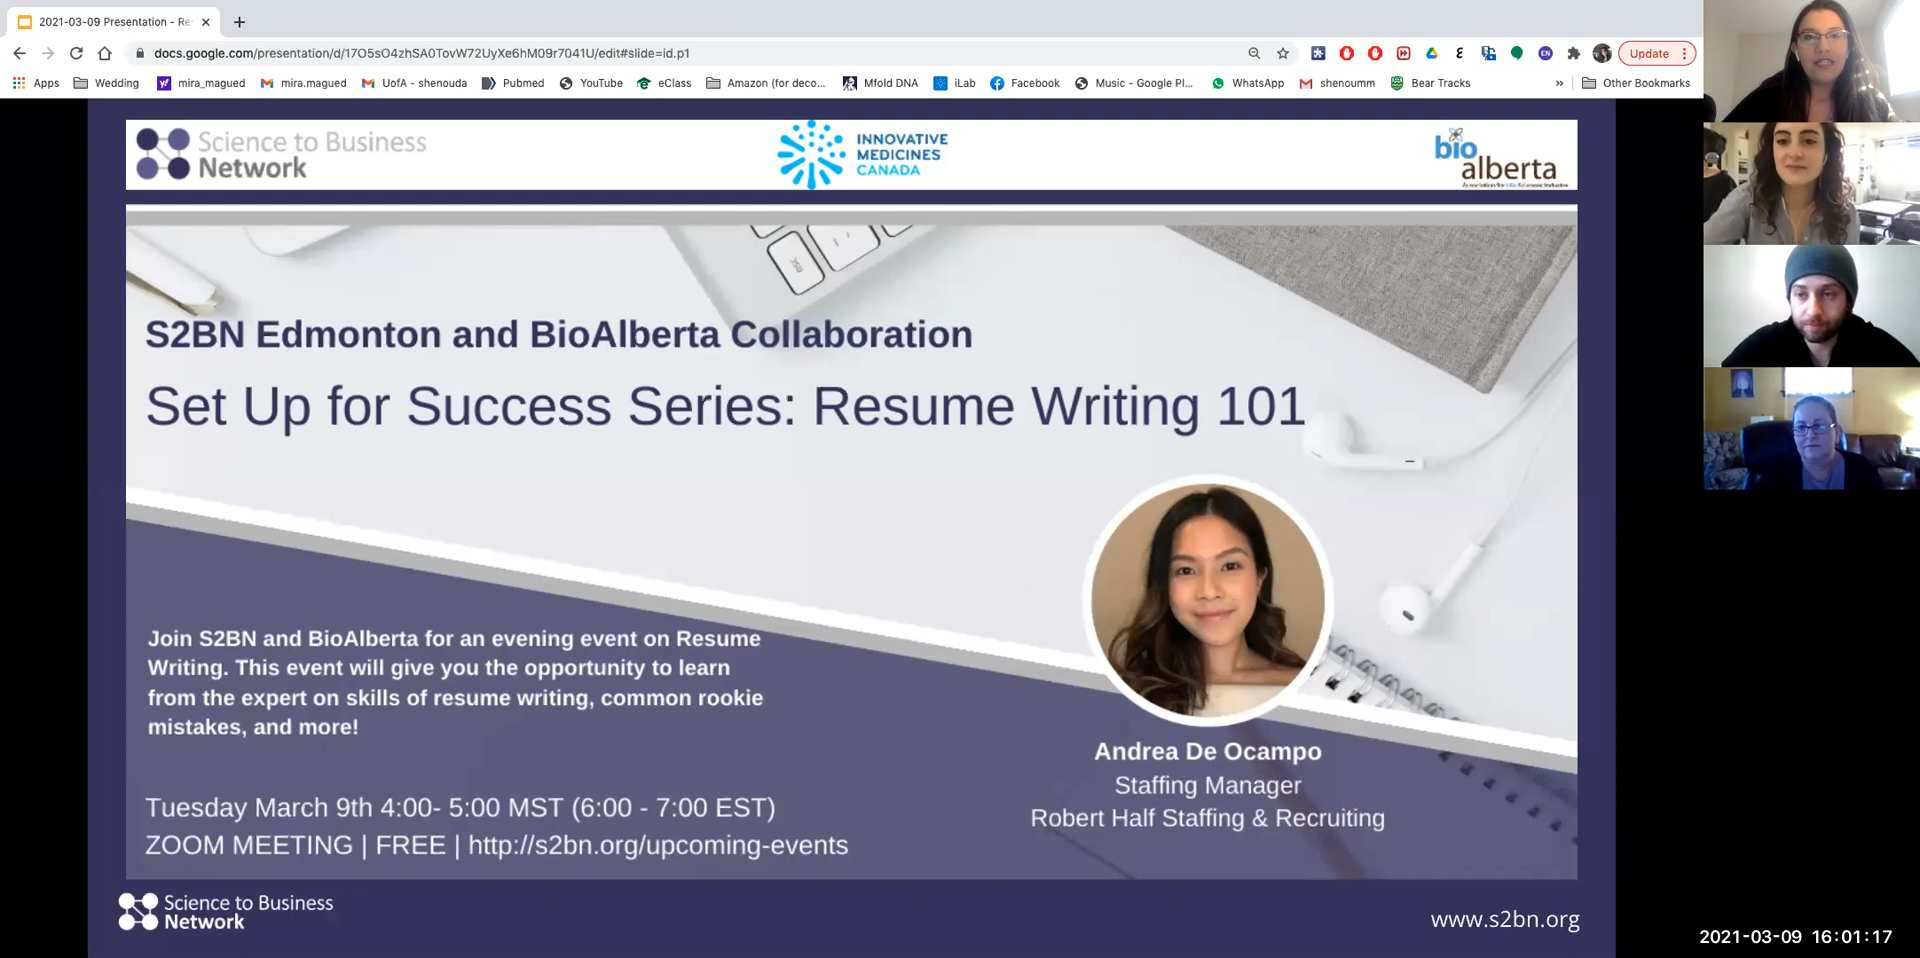 2021-03-09 Presentation - Re
docs.google.com/presentation/d/17O5sO4zhSA0TovW72UyXe6hM09r7041U/edit#slide=id.p1
Update
Apps Wedding mira_magued mira.magued UofA - shenouda Pubmed YouTube eClass Amazon (for deco... Mfold DNA iLab Facebook Music - Google Pl... WhatsApp shenoumm Bear Tracks » Other Bookmarks
Science to Business
Network
INNOVATIVE
MEDICINES
CANADA
bio
alberta
esc
S2BN Edmonton and BioAlberta Collaboration
Set Up for Success Series: Resume Writing 101
Join S2BN and BioAlberta for an evening event on Resume
Writing. This event will give you the opportunity to learn
from the expert on skills of resume writing, common rookie
mistakes, and more!
Andrea De Ocampo
Staffing Manager
Robert Half Staffing & Recruiting
Tuesday March 9th 4:00- 5:00 MST (6:00 - 7:00 EST)
ZOOM MEETING | FREE | http://s2bn.org/upcoming-events
Science to Business
Network
www.s2bn.org
2021-03-09 16:01:17